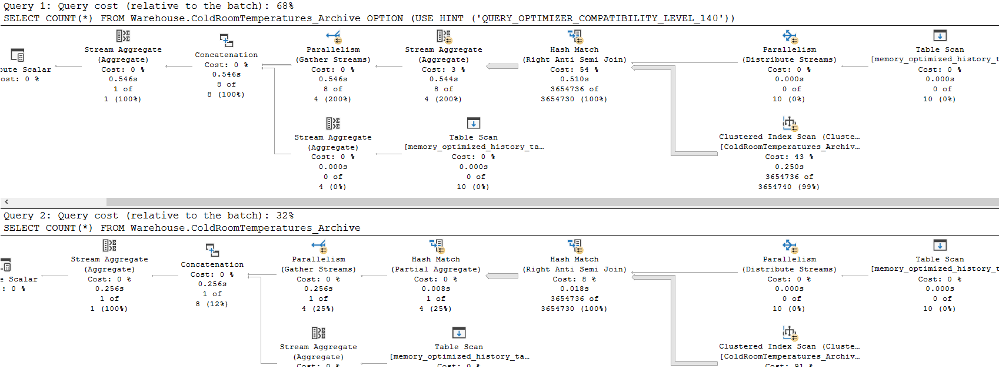 Query 1: Query cost (relative to the batch): 68%
SELECT COUNT(*) FROM Warehouse.ColdRoomTemperatures_Archive OPTION (USE HINT ('QUERY_OPTIMIZER_COMPATIBILITY_LEVEL_140'))
ute Scalar
ost: 0 %
Stream Aggregate
(Aggregate)
Cost: 0 %
0.546s
1 of
1 (100%)
Concatenation
Cost: 0 %
0.546s
8 of
8 (100%)
Parallelism
(Gather Streams)
Cost: 0 %
0.546s
8 of
4 (200%)
Stream Aggregate
(Aggregate)
Cost: 3 %
0.544s
8 of
4 (200%)
Hash Match
(Right Anti Semi Join)
Cost: 54 %
0.510s
3654736 of
3654730 (100%)
Parallelism
(Distribute Streams)
Cost: 0 %
0.000s
0 of
10 (0%)
Table Scan
[memory_optimized_history_t
Cost: 0 %
0.000s
0 of
10 (0%)
Stream Aggregate
(Aggregate)
Cost: 0 %
0.000s
0 of
4 (0%)
Table Scan
[memory_optimized_history_ta…
Cost: 0 %
0.000s
0 of
10 (0%)
Clustered Index Scan (Cluste…
[ColdRoomTemperatures_Archiv…
Cost: 43 %
0.250s
3654736 of
3654740 (99%)
Query 2: Query cost (relative to the batch): 32%
SELECT COUNT(*) FROM Warehouse.ColdRoomTemperatures_Archive
e Scalar
: 0 %
Stream Aggregate
(Aggregate)
Cost: 0 %
0.256s
1 of
1 (100%)
Concatenation
Cost: 0 %
0.256s
1 of
8 (12%)
Parallelism
(Gather Streams)
Cost: 0 %
0.256s
1 of
4 (25%)
Hash Match
(Partial Aggregate)
Cost: 0 %
0.008s
1 of
4 (25%)
Hash Match
(Right Anti Semi Join)
Cost: 8 %
0.018s
3654736 of
3654730 (100%)
Parallelism
(Distribute Streams)
Cost: 0 %
0.000s
0 of
10 (0%)
Table Scan
[memory_optimized_history_t
Cost: 0 %
0.000s
0 of
10 (0%)
Stream Aggregate
(Aggregate)
Cost: 0 %
Table Scan
[memory_optimized_history_ta…
Cost: 0 %
Clustered Index Scan (Cluste…
[ColdRoomTemperatures_Archiv…
Cost: 91 %